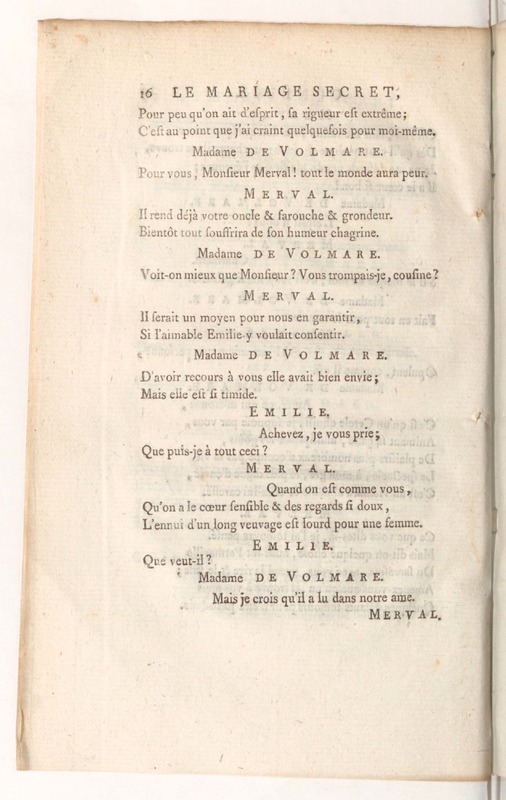 16 LE MARIAGE SECRET,
Pour peu qu'on ait d'esprit, sa rigueur est extrême;
C'est au point que j'ai craint quelquefois pour moi-même.
Madame DE VOLMARE.
Pour vous, Monsieur Merval! tout le monde aura peur.
MERVAL.
Il rend déjà votre oncle & farouche & grondeur.
Bientôt tout souffrira de son humeur chagrine.
Madame DE VOLMARE.
Voit-on mieux que Monsieur? Vous trompais-je, cousine?
MERVAL.
Il serait un moyen pour nous en garantir,
Si l'aimable Emilie y voulait consentir.
Madame DE VOLMARE.
D'avoir recours à vous elle avait bien envie;
Mais elle est si timide.
EMILIE.
Achevez, je vous prie;
Que puis-je à tout ceci?
MERVAL.
Quand on est comme vous,
Qu'on a le cœur sensible & des regards si doux,
L'ennui d'un long veuvage est lourd pour une femme.
EMILIE.
Que veut-il?
Madame DE VOLMARE.
Mais je crois qu'il a lu dans notre ame.
MERVAL.